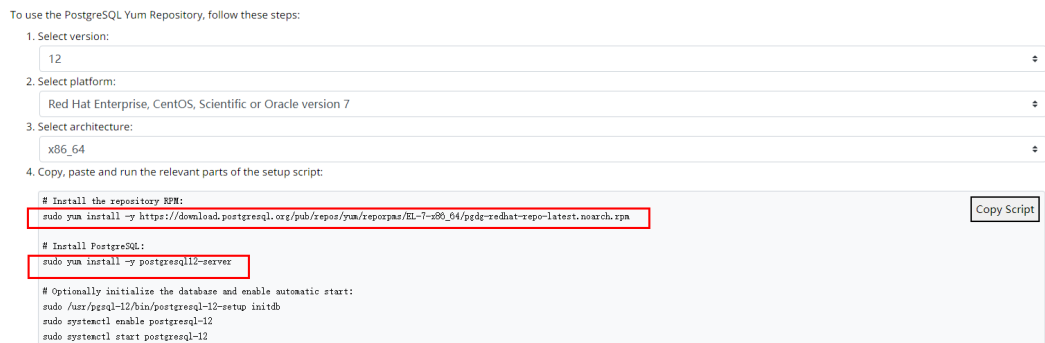 To use the PostgreSQL Yum Repository, follow these steps:
1. Select version:
12
2. Select platform:
Red Hat Enterprise, CentOS, Scientific or Oracle version 7
3. Select architecture:
x86_64
4. Copy, paste and run the relevant parts of the setup script:
# Install the repository RPM:
sudo yum install -y https://download.postgresql.org/pub/repos/yum/reporpms/EL-7-x86_64/pgdg-redhat-repo-latest.noarch.rpm
Copy Script
# Install PostgreSQL:
sudo yum install -y postgresql12-server
# Optionally initialize the database and enable automatic start:
sudo /usr/pgsql-12/bin/postgresql-12-setup initdb
sudo systemctl enable postgresql-12
sudo systemctl start postgresql-12